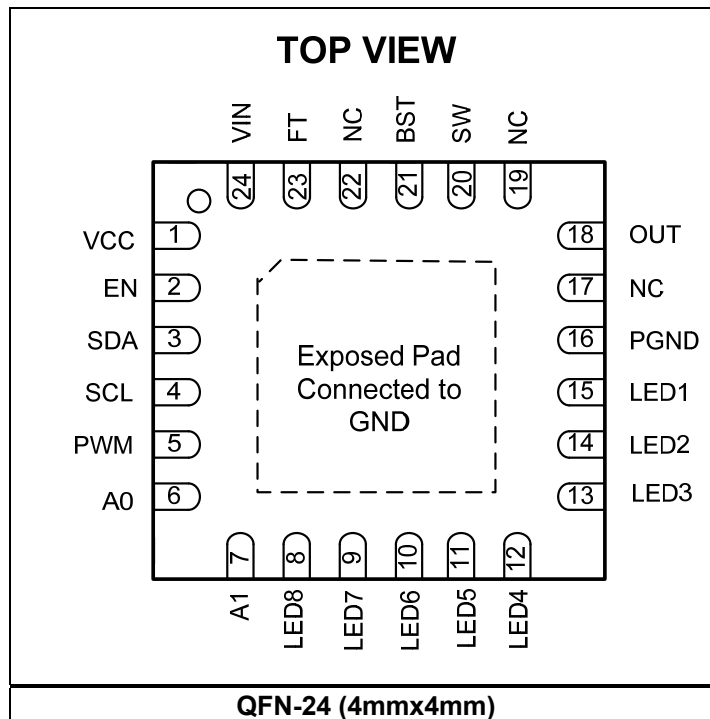 TOP VIEW
VIN FT NC BST SW NC
24 23 22 21 20 19
VCC 1 18 OUT
EN 2 17 NC
SDA 3 16 PGND
SCL 4 15 LED1
PWM 5 14 LED2
A0 6 13 LED3
Exposed Pad
Connected to
GND
7 8 9 10 11 12
A1 LED8 LED7 LED6 LED5 LED4
QFN-24 (4mmx4mm)